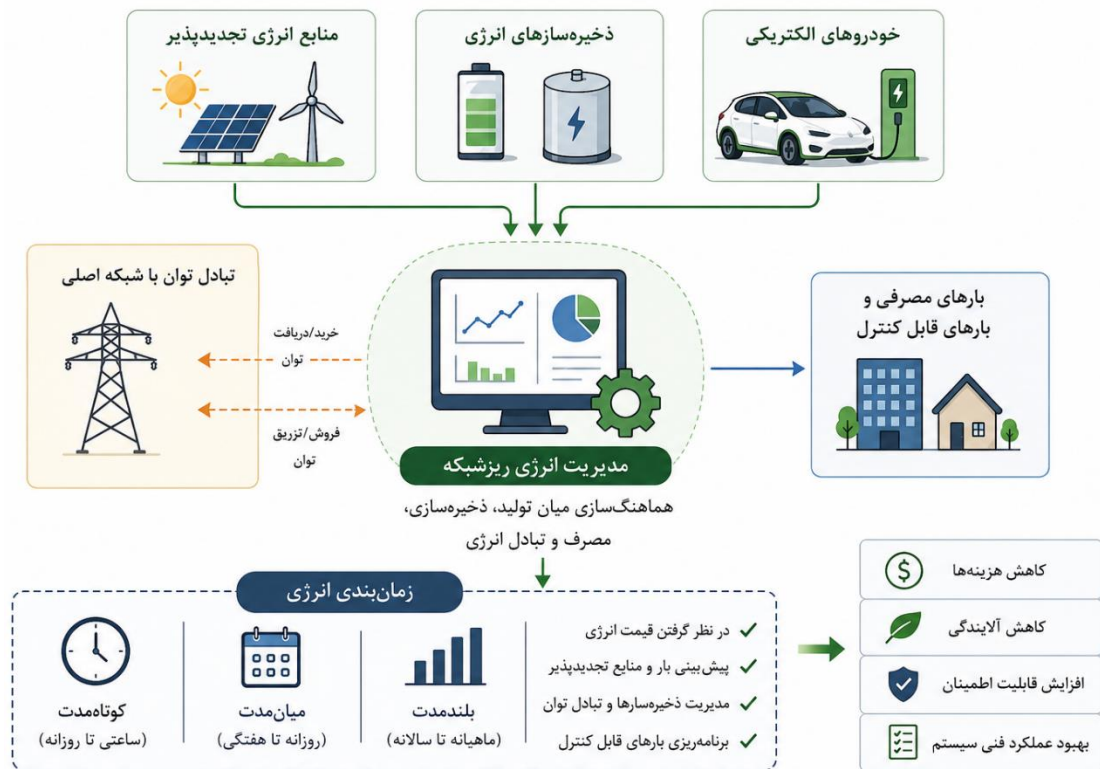 خودروهای الکتریکی
ذخیره‌سازهای انرژی
منابع انرژی تجدیدپذیر
بارهای مصرفی و
بارهای قابل کنترل
تبادل توان با شبکه اصلی
خرید/دریافت
توان
فروش/تزریق
توان
مدیریت انرژی ریزشبکه
هماهنگ‌سازی میان تولید، ذخیره‌سازی،
مصرف و تبادل انرژی
زمان‌بندی انرژی
در نظر گرفتن قیمت انرژی
پیش‌بینی بار و منابع تجدیدپذیر
مدیریت ذخیره‌سازها و تبادل توان
برنامه‌ریزی بارهای قابل کنترل
بلندمدت
(ماهیانه تا سالانه)
میان‌مدت
(روزانه تا هفتگی)
کوتاه‌مدت
(ساعتی تا روزانه)
کاهش هزینه‌ها
کاهش آلایندگی
افزایش قابلیت اطمینان
بهبود عملکرد فنی سیستم